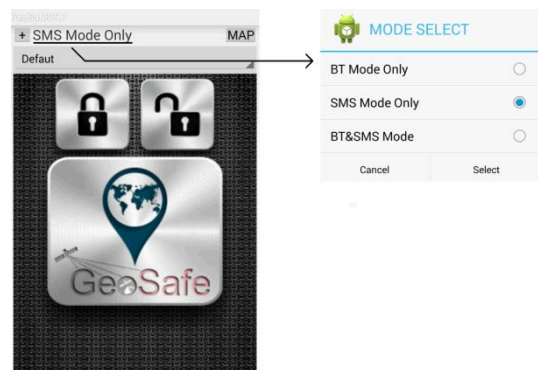 + SMS Mode Only MAP
Defaut
GeoSafe
MODE SELECT
BT Mode Only
SMS Mode Only
BT&SMS Mode
Cancel Select